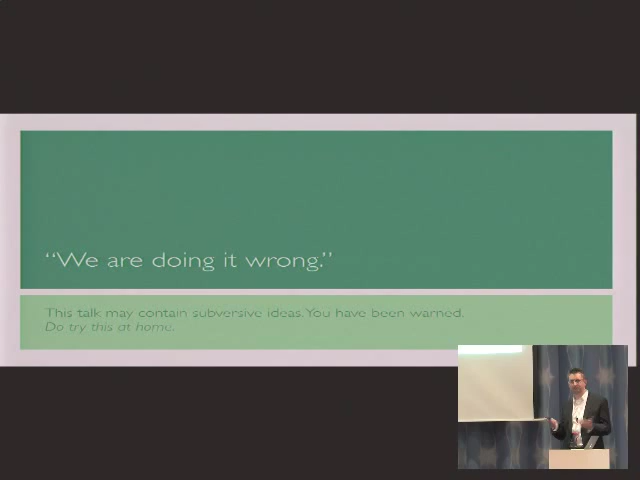 “We are doing it wrong.”
This talk may contain subversive ideas. You have been warned.
Do try this at home.